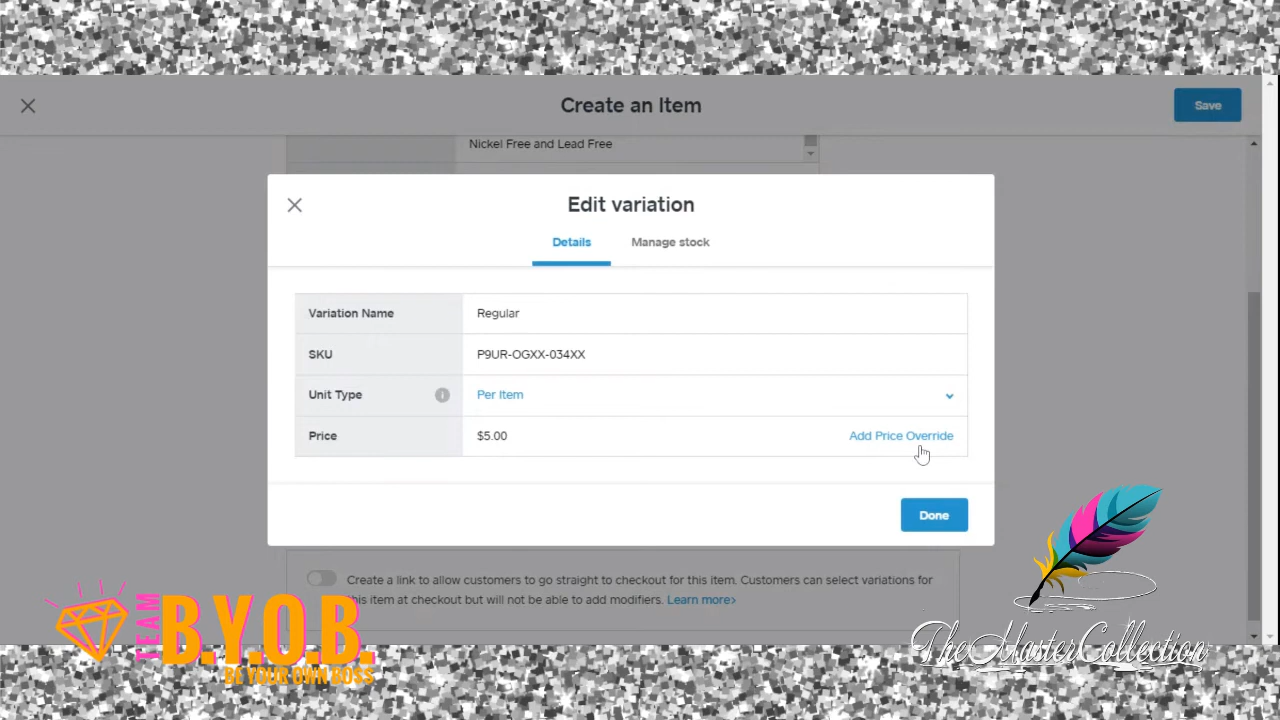 Create an Item
Save
Nickel Free and Lead Free
Edit variation
Details Manage stock
Variation Name Regular
SKU P9UR-OGXX-034XX
Unit Type i Per Item
Price $5.00 Add Price Override
Done
Create a link to allow customers to go straight to checkout for this item. Customers can select variations for
this item at checkout but will not be able to add modifiers. Learn more>
TEAM B.Y.O.B.
BE YOUR OWN BOSS
TheMasterCollection